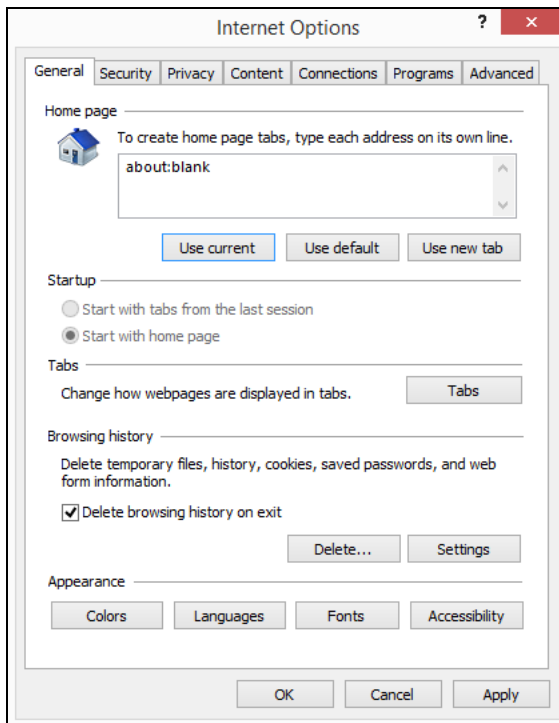 Internet Options
?
General Security Privacy Content Connections Programs Advanced
Home page
To create home page tabs, type each address on its own line.
about:blank
Use current Use default Use new tab
Startup
Start with tabs from the last session
Start with home page
Tabs
Change how webpages are displayed in tabs. Tabs
Browsing history
Delete temporary files, history, cookies, saved passwords, and web
form information.
Delete browsing history on exit
Delete... Settings
Appearance
Colors Languages Fonts Accessibility
OK Cancel Apply